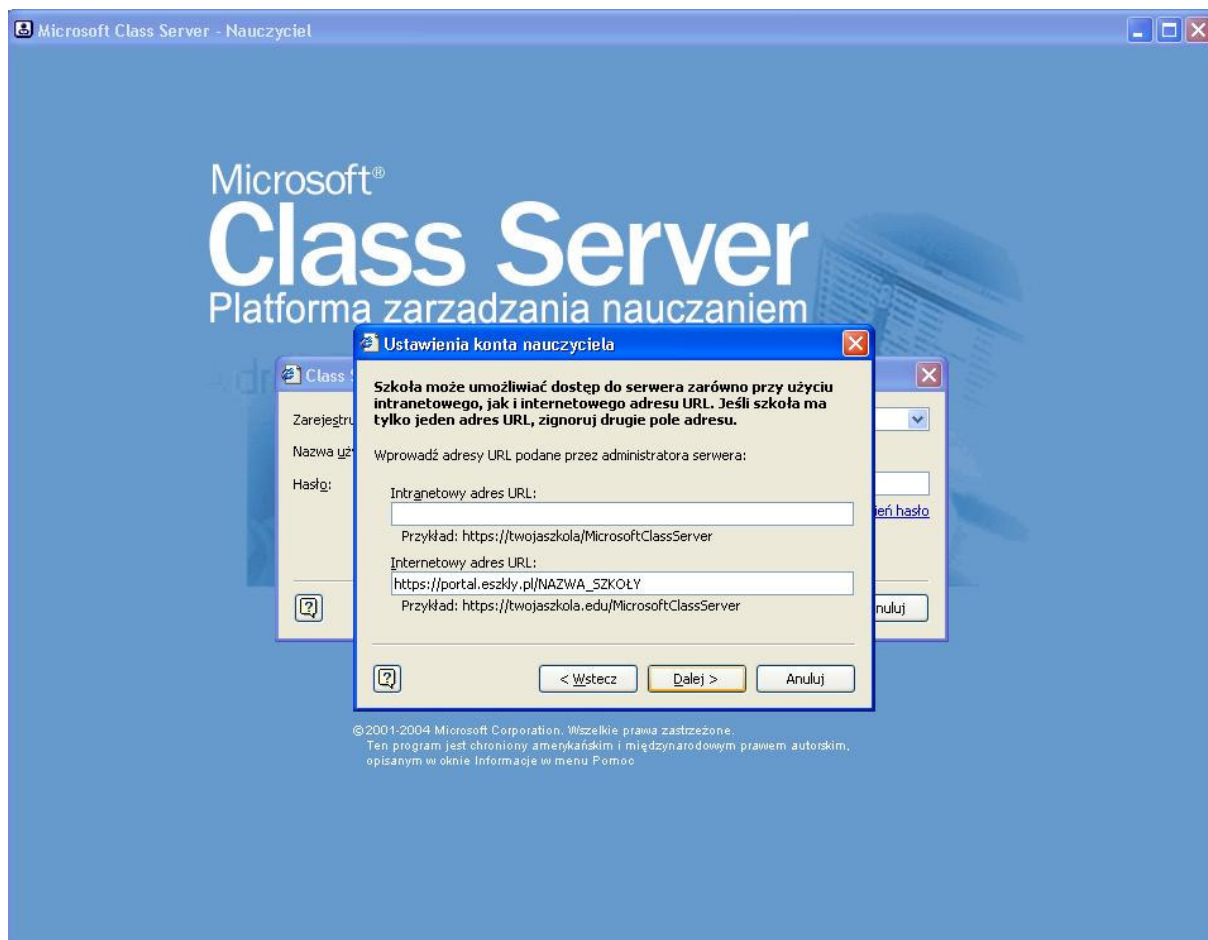 Microsoft Class Server - Nauczyciel
Microsoft®
Class Server
Platforma zarzadzania nauczaniem
Ustawienia konta nauczyciela
Class
Szkoła może umożliwiać dostęp do serwera zarówno przy użyciu
intranetowego, jak i internetowego adresu URL. Jeśli szkoła ma
tylko jeden adres URL, zignoruj drugie pole adresu.
Zarejestru
Nazwa uż
Wprowadź adresy URL podane przez administratora serwera:
Hasło:
Intranetowy adres URL:
ień hasło
Przykład: https://twojaszkola/MicrosoftClassServer
Internetowy adres URL:
https://portal.eszkly.pl/NAZWA_SZKOŁY
Przykład: https://twojaszkola.edu/MicrosoftClassServer
nuluj
< Wstecz
Dalej >
Anuluj
©2001-2004 Microsoft Corporation. Wszelkie prawa zastrzeżone.
Ten program jest chroniony amerykańskim i międzynarodowym prawem autorskim,
opisanym w oknie Informacje w menu Pomoc